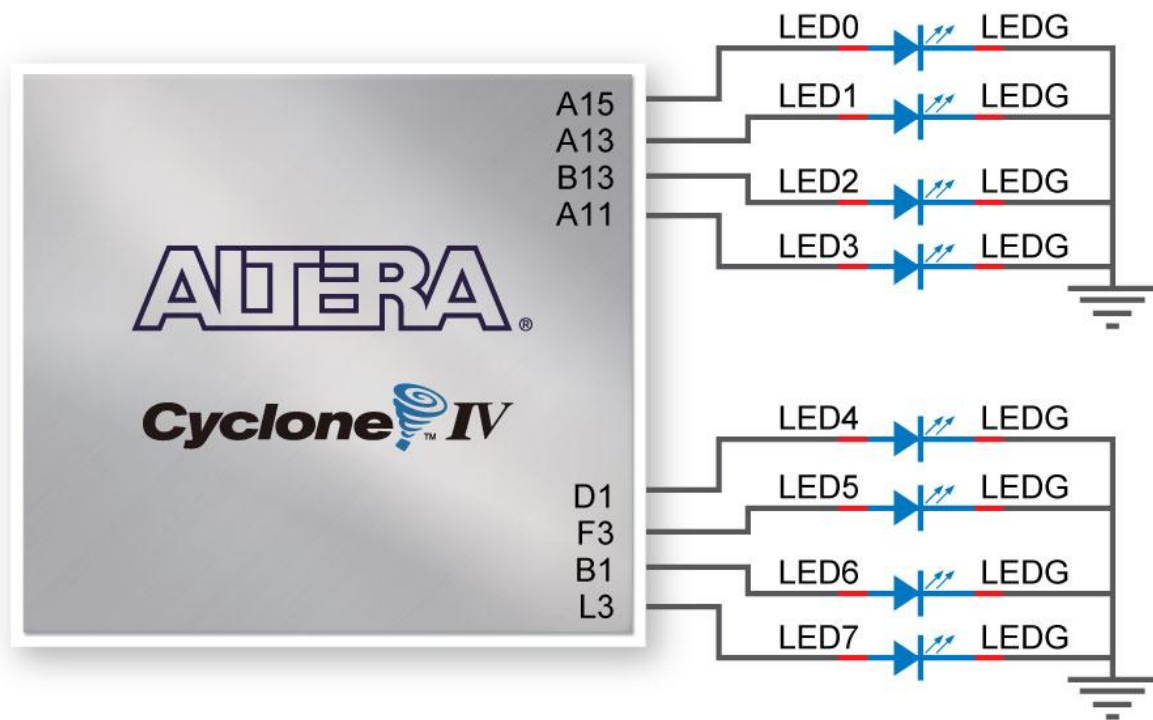 LED0 LEDG
A15
LED1 LEDG
A13
B13
LED2 LEDG
A11
LED3 LEDG
ALTERA®
Cyclone™ IV
LED4 LEDG
D1
LED5 LEDG
F3
B1
LED6 LEDG
L3
LED7 LEDG